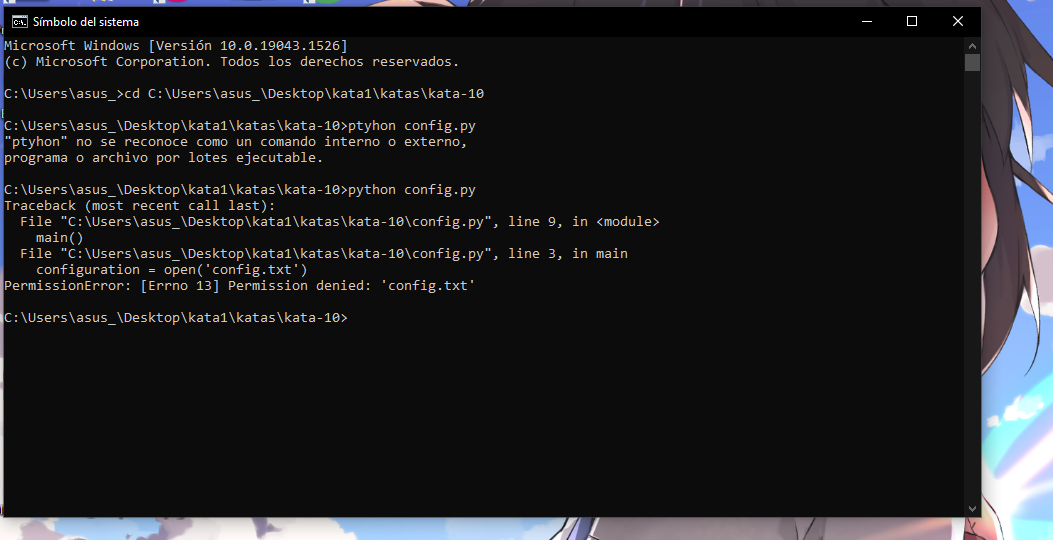 Símbolo del sistema
Microsoft Windows [Versión 10.0.19043.1526]
(c) Microsoft Corporation. Todos los derechos reservados.
C:\Users\asus_>cd C:\Users\asus_\Desktop\kata1\katas\kata-10
C:\Users\asus_\Desktop\kata1\katas\kata-10>ptyhon config.py
"ptyhon" no se reconoce como un comando interno o externo,
programa o archivo por lotes ejecutable.
C:\Users\asus_\Desktop\kata1\katas\kata-10>python config.py
Traceback (most recent call last):
  File "C:\Users\asus_\Desktop\kata1\katas\kata-10\config.py", line 9, in <module>
    main()
  File "C:\Users\asus_\Desktop\kata1\katas\kata-10\config.py", line 3, in main
    configuration = open('config.txt')
PermissionError: [Errno 13] Permission denied: 'config.txt'
C:\Users\asus_\Desktop\kata1\katas\kata-10>